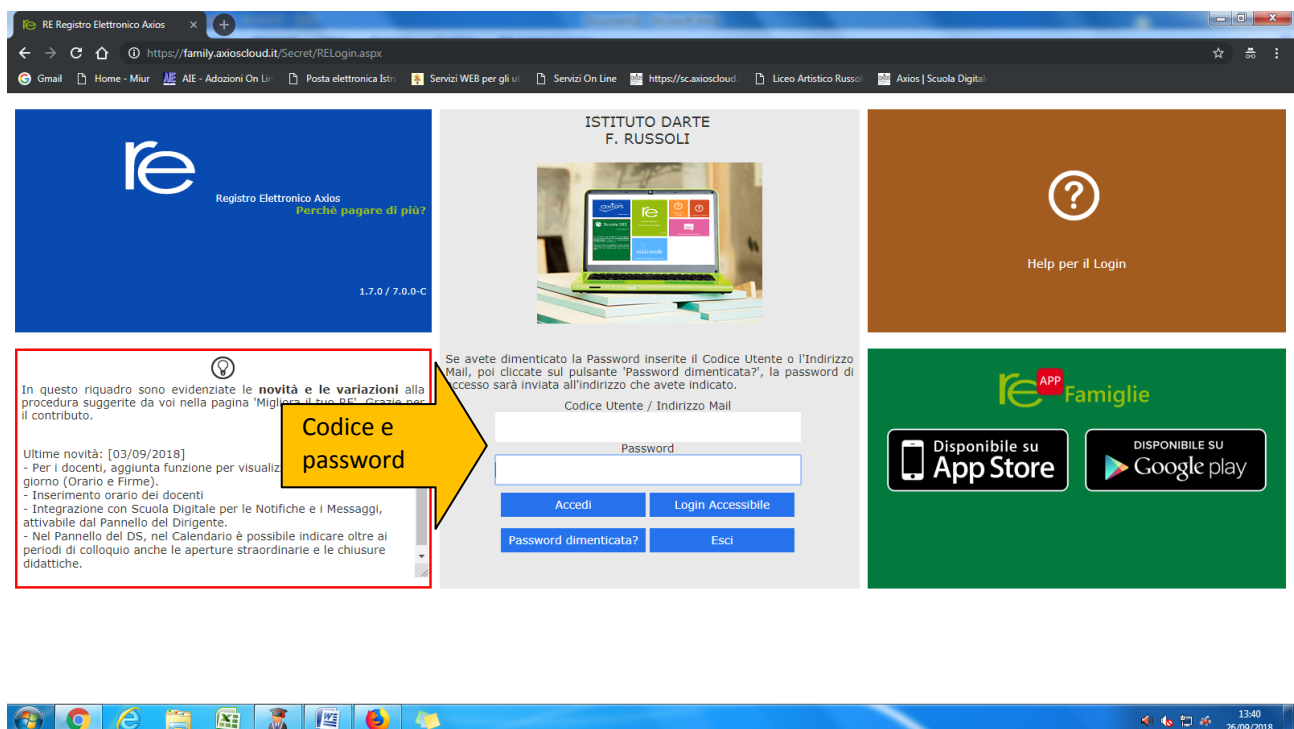 RE Registro Elettronico Axios
https://family.axioscloud.it/Secret/RELogin.aspx
Gmail Home - Miur AIE - Adozioni On Lin Posta elettronica Istr Servizi WEB per gli ut Servizi On Line https://sc.axioscloud. Liceo Artistico Russol Axios | Scuola Digital
re
Registro Elettronico Axios
Perchè pagare di più?
1.7.0 / 7.0.0-C
In questo riquadro sono evidenziate le novità e le variazioni alla
procedura suggerite da voi nella pagina 'Migliora il tuo RE'. Grazie per
il contributo.
Ultime novità: [03/09/2018]
- Per i docenti, aggiunta funzione per visualiz
giorno (Orario e Firme).
- Inserimento orario dei docenti
- Integrazione con Scuola Digitale per le Notifiche e i Messaggi,
attivabile dal Pannello del Dirigente.
- Nel Pannello del DS, nel Calendario è possibile indicare oltre ai
periodi di colloquio anche le aperture straordinarie e le chiusure
didattiche.
Codice e
password
ISTITUTO DARTE
F. RUSSOLI
axios
re
Se avete dimenticato la Password inserite il Codice Utente o l'Indirizzo
Mail, poi cliccate sul pulsante 'Password dimenticata?', la password di
accesso sarà inviata all'indirizzo che avete indicato.
Codice Utente / Indirizzo Mail
Password
Accedi Login Accessibile
Password dimenticata? Esci
Help per il Login
re APP Famiglie
Disponibile su
App Store
DISPONIBILE SU
Google play
13:40
26/09/2018